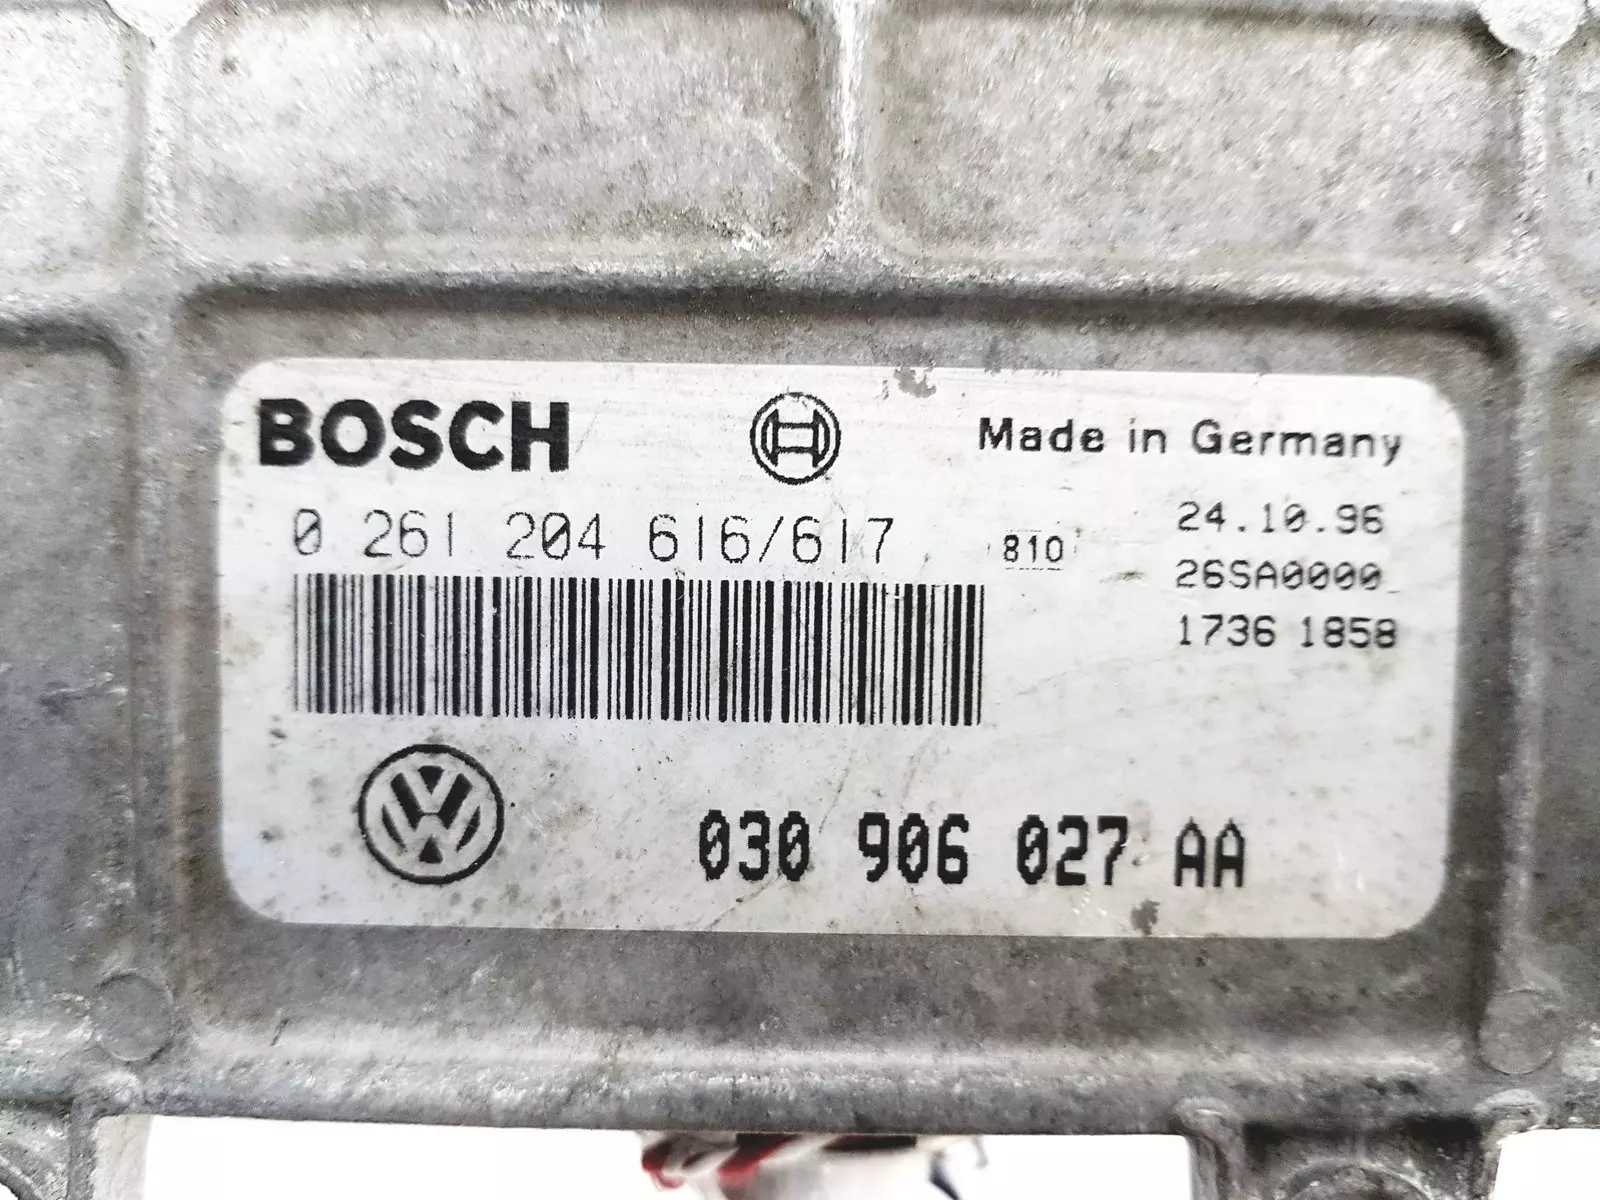 BOSCH
Made in Germany
0 261 204 616/617
810
24.10.96
26SA0000
1736 1858
030 906 027 AA